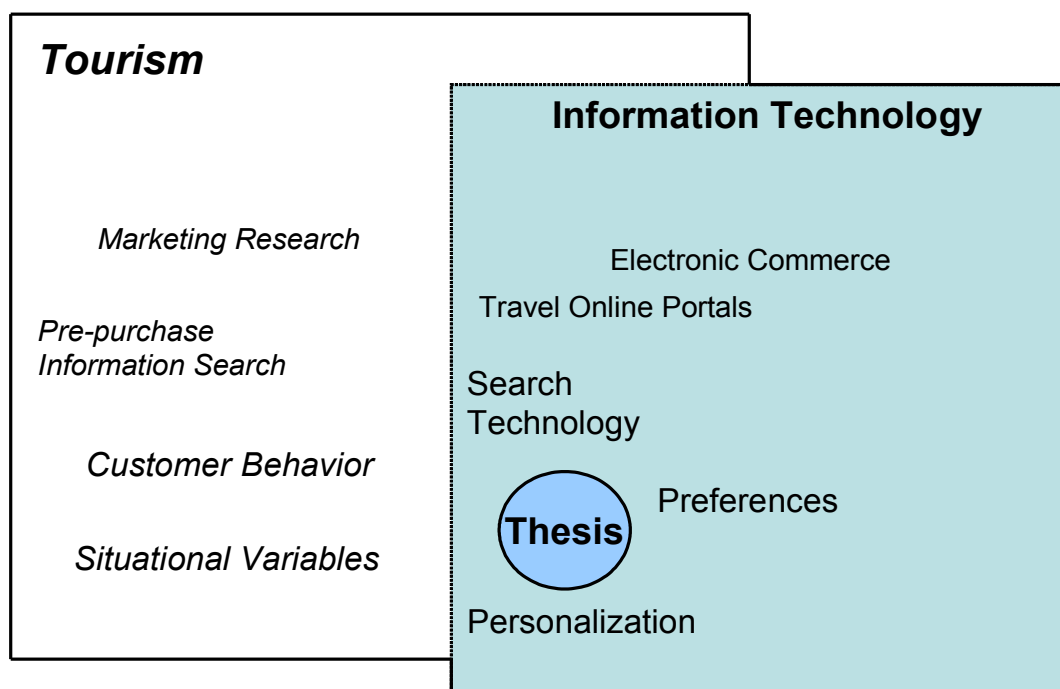 Tourism
Information Technology
Marketing Research
Electronic Commerce
Travel Online Portals
Pre-purchase
Information Search
Search
Technology
Customer Behavior
Preferences
Thesis
Situational Variables
Personalization